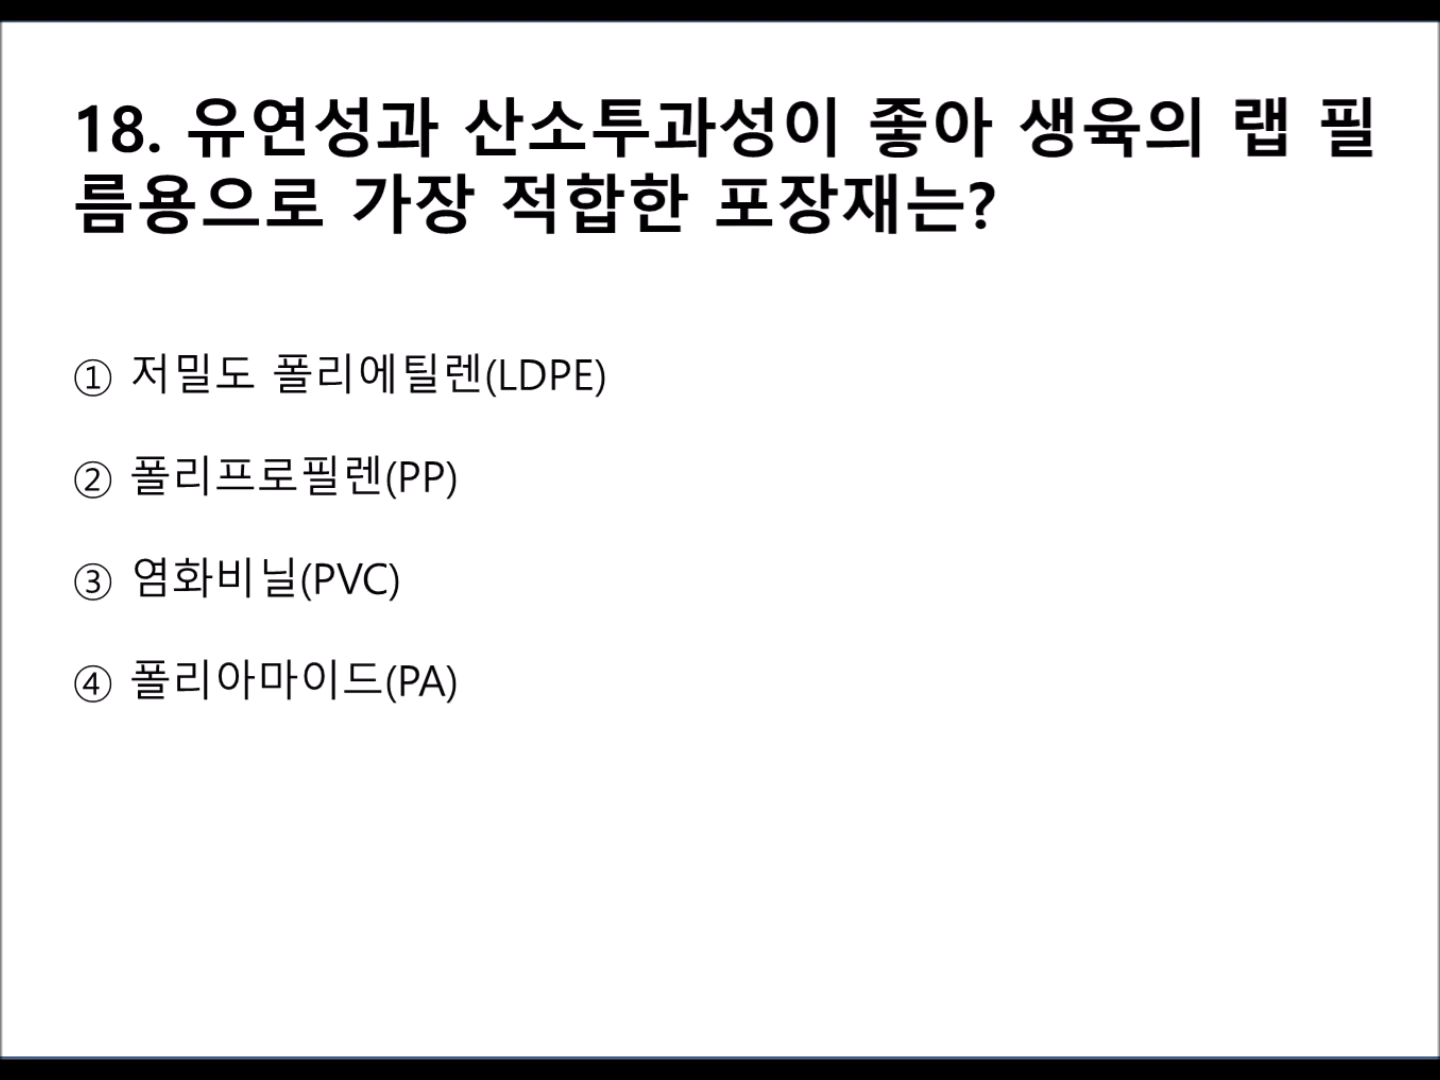 18. 유연성과 산소투과성이 좋아 생육의 랩 필
름용으로 가장 적합한 포장재는?
① 저밀도 폴리에틸렌(LDPE)
② 폴리프로필렌(PP)
③ 염화비닐(PVC)
④ 폴리아마이드(PA)